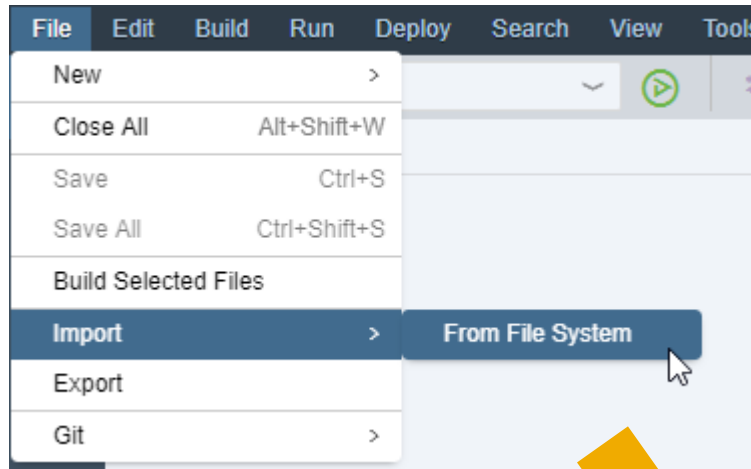 File Edit Build Run Deploy Search View Tools
New >
Close All Alt+Shift+W
Save Ctrl+S
Save All Ctrl+Shift+S
Build Selected Files
Import > From File System
Export
Git >